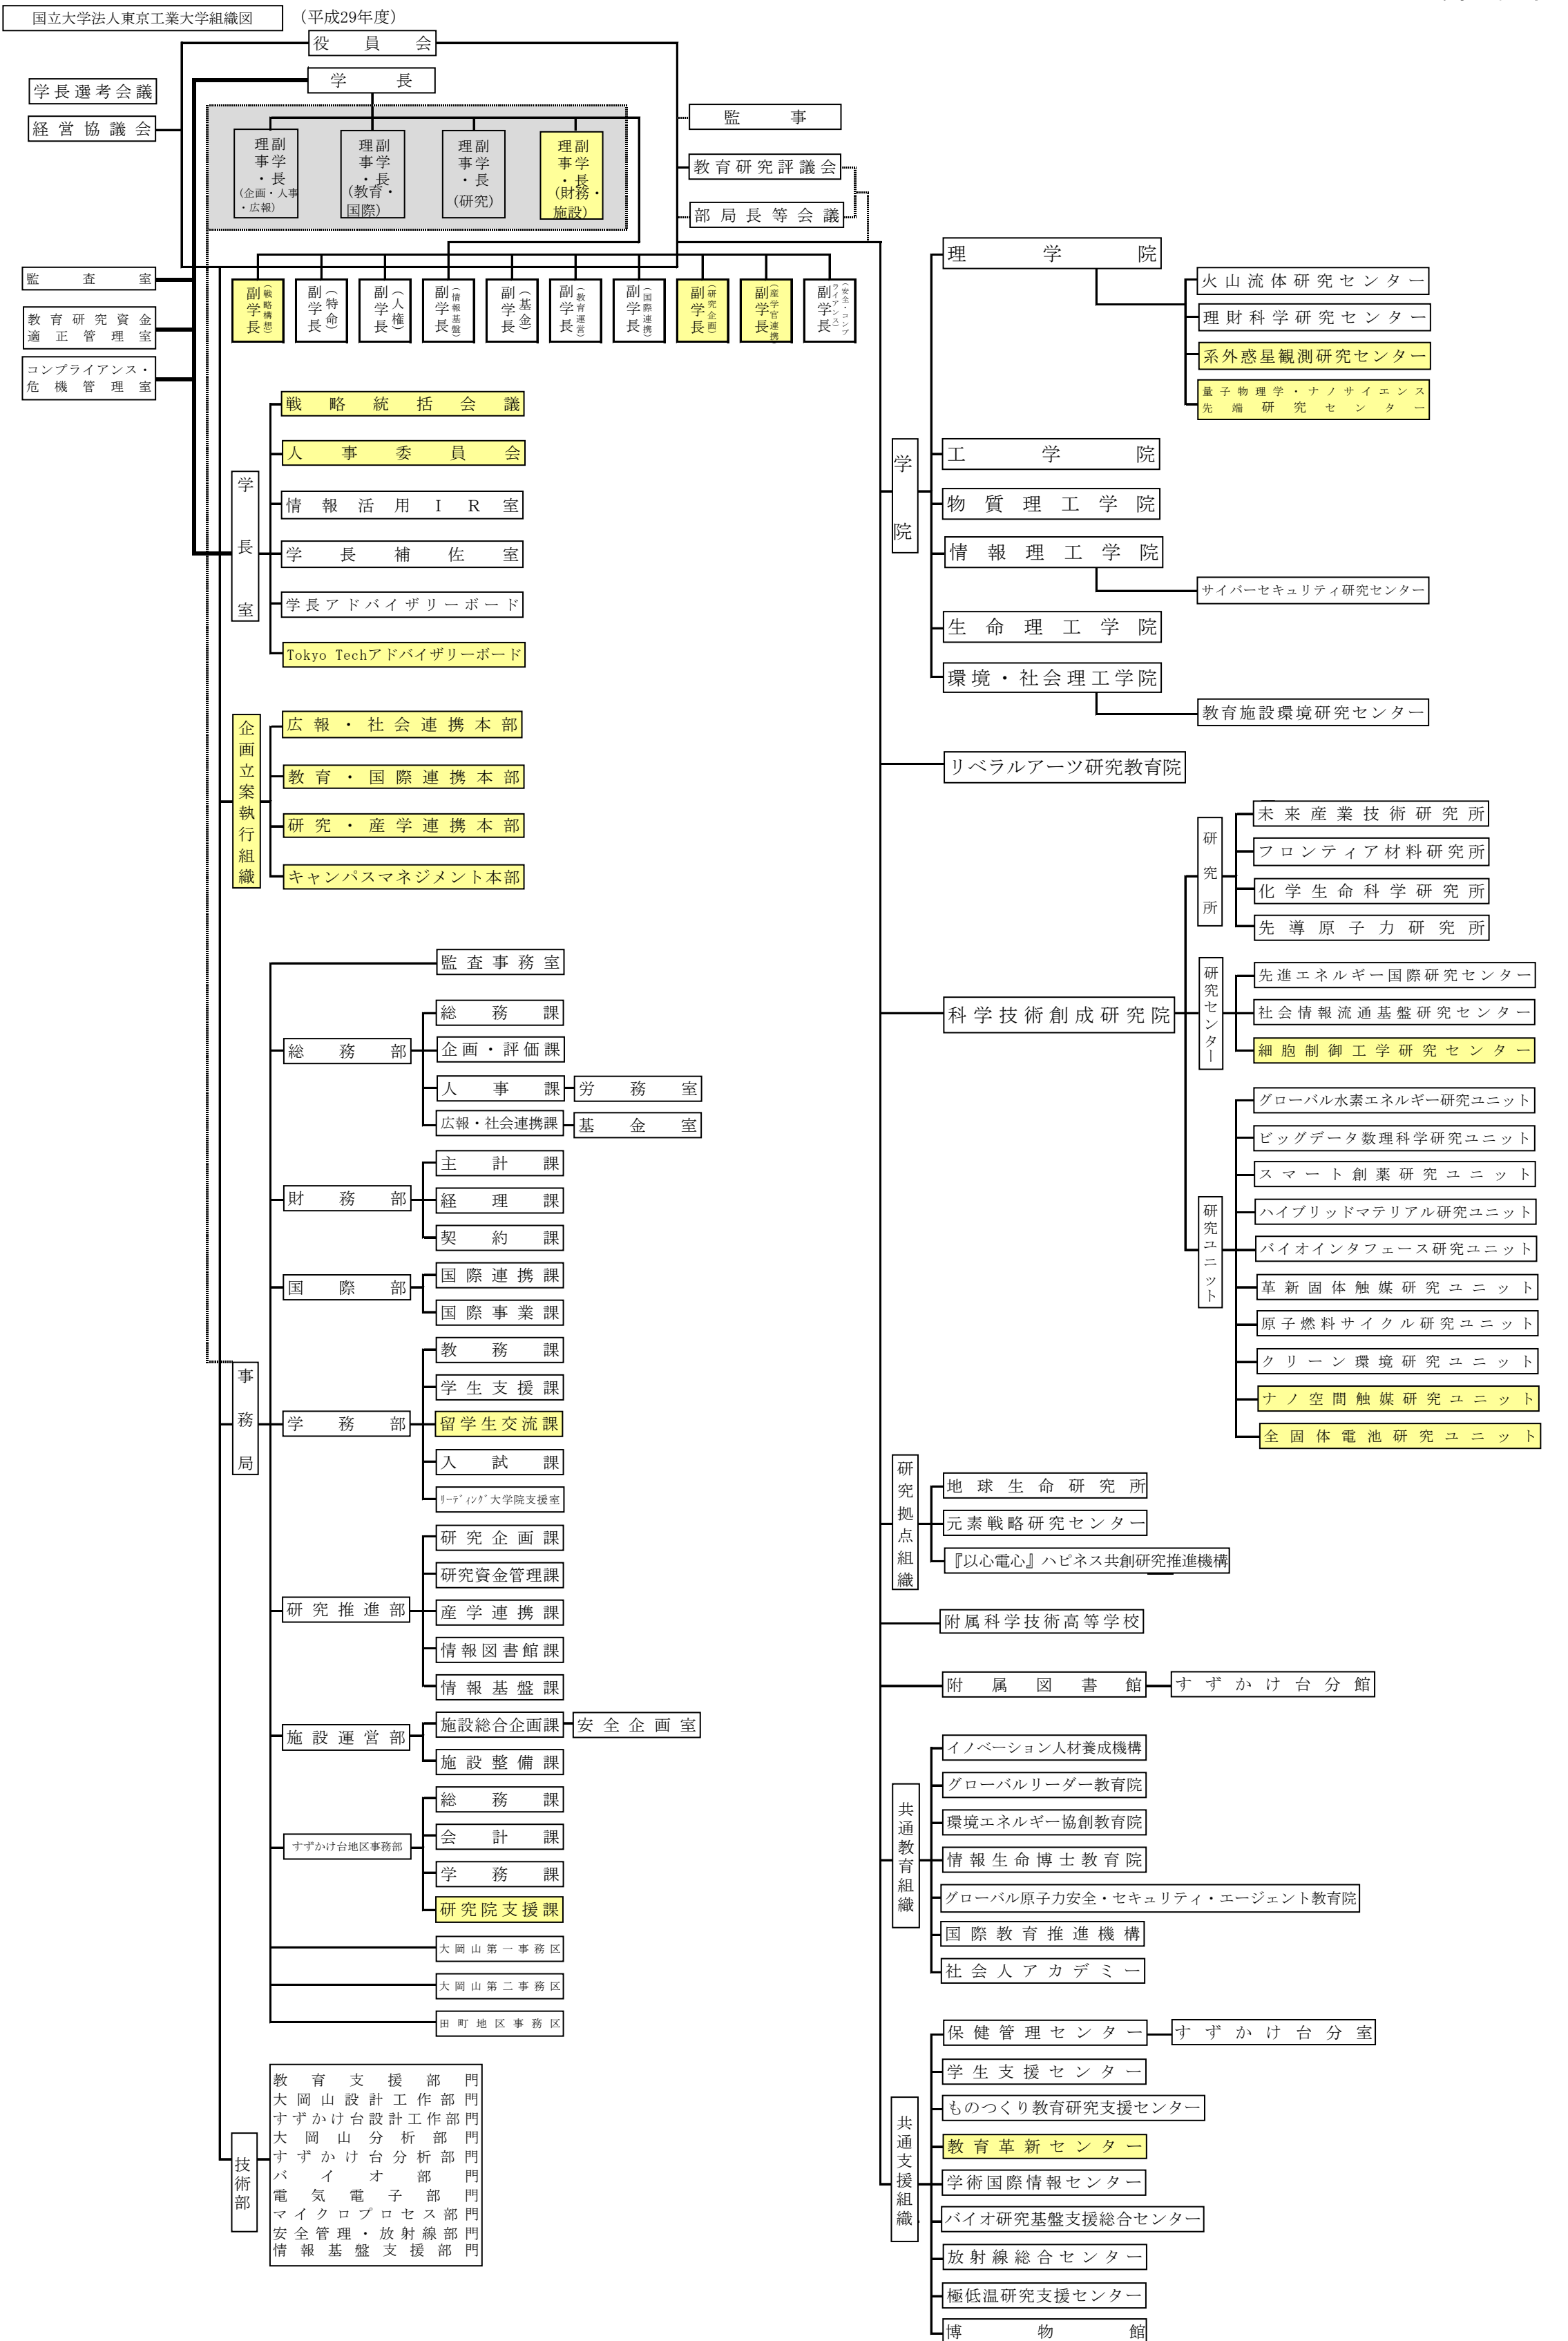 国立大学法人東京工業大学組織図
(平成29年度)
役員会
学長
学長選考会議
経営協議会
監事
教育研究評議会
部局長等会議
理事・副学長(企画・人事・広報)
理事・副学長(教育・国際)
理事・副学長(研究)
理事・副学長(財務・施設)
監査室
教育研究資金
適正管理室
コンプライアンス・
危機管理室
副学長(戦略構想)
副学長(特命)
副学長(人権)
副学長(情報基盤)
副学長(基金)
副学長(教育運営)
副学長(国際連携)
副学長(研究企画)
副学長(産学官連携)
副学長(安全・コンプライアンス)
学長室
戦略統括会議
人事委員会
情報活用IR室
学長補佐室
学長アドバイザリーボード
Tokyo Techアドバイザリーボード
企画立案執行組織
広報・社会連携本部
教育・国際連携本部
研究・産学連携本部
キャンパスマネジメント本部
事務局
監査事務室
総務部
総務課
企画・評価課
人事課
労務室
広報・社会連携課
基金室
財務部
主計課
経理課
契約課
国際部
国際連携課
国際事業課
学務部
教務課
学生支援課
留学生交流課
入試課
リーディング大学院支援室
研究推進部
研究企画課
研究資金管理課
産学連携課
情報図書館課
情報基盤課
施設運営部
施設総合企画課
安全企画室
施設整備課
すずかけ台地区事務部
総務課
会計課
学務課
研究院支援課
大岡山第一事務区
大岡山第二事務区
田町地区事務区
技術部
教育支援部門
大岡山設計工作部門
すずかけ台設計工作部門
大岡山分析部門
すずかけ台分析部門
バイオ部門
電気電子部門
マイクロプロセス部門
安全管理・放射線部門
情報基盤支援部門
学院
理学院
火山流体研究センター
理財科学研究センター
系外惑星観測研究センター
量子物理学・ナノサイエンス
先端研究センター
工学院
物質理工学院
情報理工学院
サイバーセキュリティ研究センター
生命理工学院
環境・社会理工学院
教育施設環境研究センター
リベラルアーツ研究教育院
科学技術創成研究院
研究所
未来産業技術研究所
フロンティア材料研究所
化学生命科学研究所
先導原子力研究所
研究センター
先進エネルギー国際研究センター
社会情報流通基盤研究センター
細胞制御工学研究センター
研究ユニット
グローバル水素エネルギー研究ユニット
ビッグデータ数理科学研究ユニット
スマート創薬研究ユニット
ハイブリッドマテリアル研究ユニット
バイオインタフェース研究ユニット
革新固体触媒研究ユニット
原子燃料サイクル研究ユニット
クリーン環境研究ユニット
ナノ空間触媒研究ユニット
全固体電池研究ユニット
研究拠点組織
地球生命研究所
元素戦略研究センター
『以心電心』ハピネス共創研究推進機構
附属科学技術高等学校
附属図書館
すずかけ台分館
共通教育組織
イノベーション人材養成機構
グローバルリーダー教育院
環境エネルギー協創教育院
情報生命博士教育院
グローバル原子力安全・セキュリティ・エージェント教育院
国際教育推進機構
社会人アカデミー
共通支援組織
保健管理センター
すずかけ台分室
学生支援センター
ものつくり教育研究支援センター
教育革新センター
学術国際情報センター
バイオ研究基盤支援総合センター
放射線総合センター
極低温研究支援センター
博物館